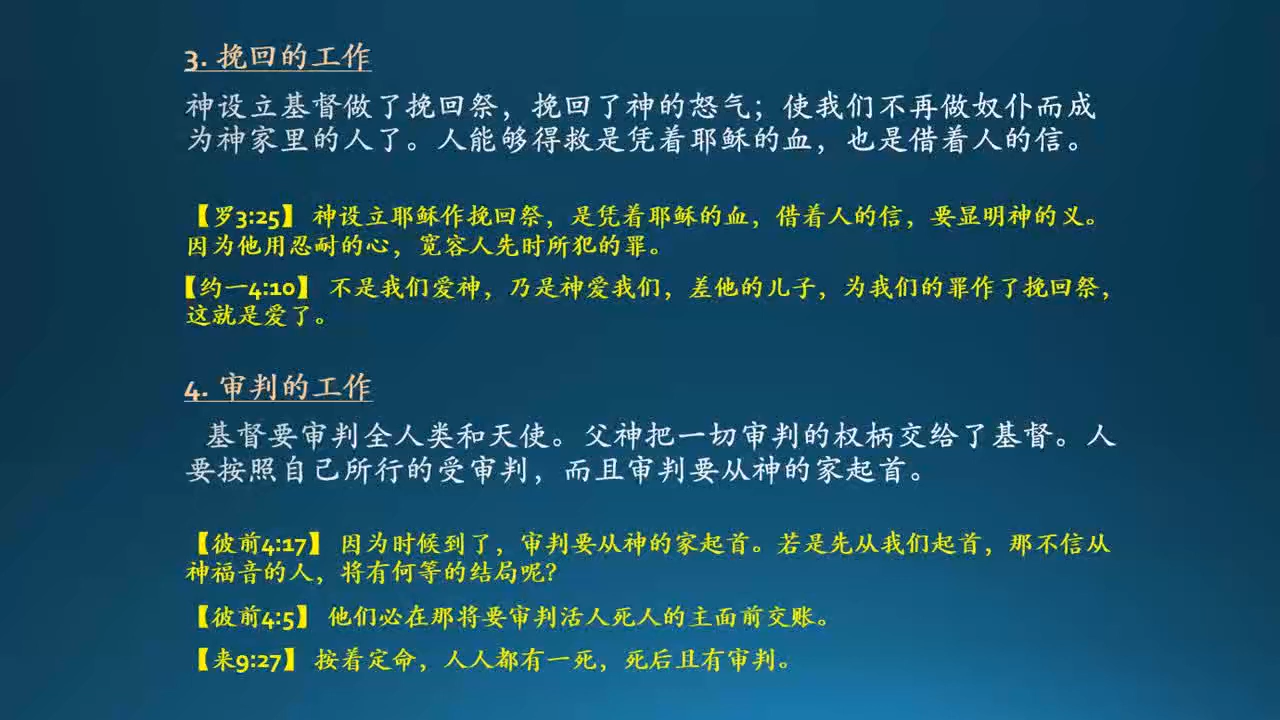 3. 挽回的工作
神设立基督做了挽回祭，挽回了神的怒气；使我们不再做奴仆而成
为神家里的人了。人能够得救是凭着耶稣的血，也是借着人的信。
【罗3:25】 神设立耶稣作挽回祭，是凭着耶稣的血，借着人的信，要显明神的义。
因为他用忍耐的心，宽容人先时所犯的罪。
【约一4:10】 不是我们爱神，乃是神爱我们，差他的儿子，为我们的罪作了挽回祭，
这就是爱了。
4. 审判的工作
基督要审判全人类和天使。父神把一切审判的权柄交给了基督。人
要按照自己所行的受审判，而且审判要从神的家起首。
【彼前4:17】 因为时候到了，审判要从神的家起首。若是先从我们起首，那不信从
神福音的人，将有何等的结局呢？
【彼前4:5】 他们必在那将要审判活人死人的主面前交账。
【来9:27】 按着定命，人人都有一死，死后且有审判。